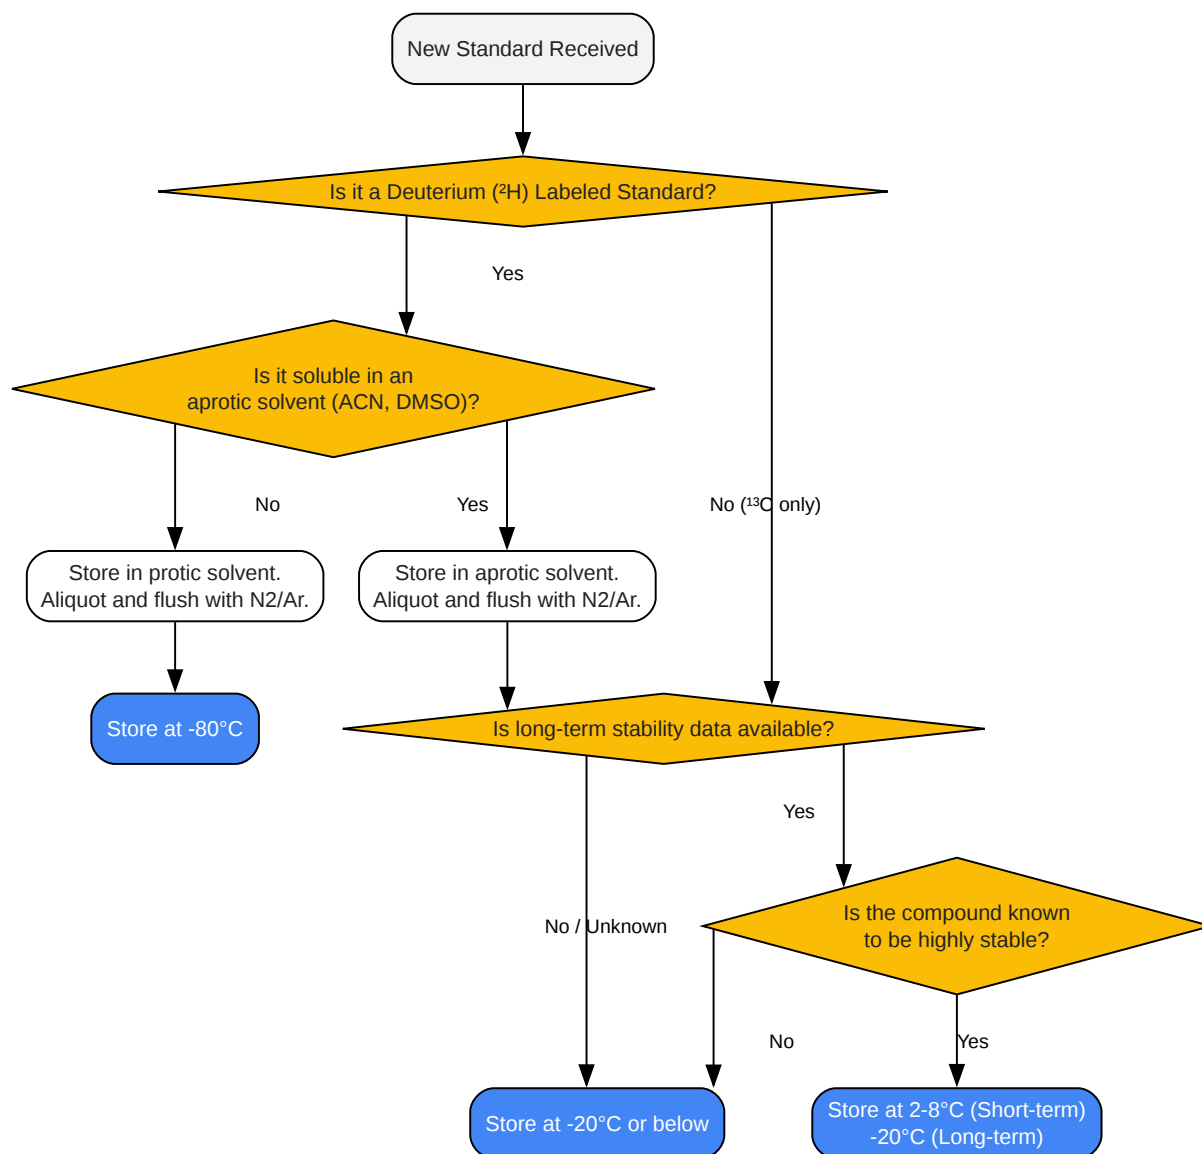 New Standard Received
Is it a Deuterium (²H) Labeled Standard?
Yes
Is it soluble in an
aprotic solvent (ACN, DMSO)?
No
Yes
No (¹³C only)
Store in protic solvent.
Aliquot and flush with N2/Ar.
Store in aprotic solvent.
Aliquot and flush with N2/Ar.
Store at -80°C
Is long-term stability data available?
Yes
Is the compound known
to be highly stable?
No / Unknown
No
Yes
Store at -20°C or below
Store at 2-8°C (Short-term)
-20°C (Long-term)